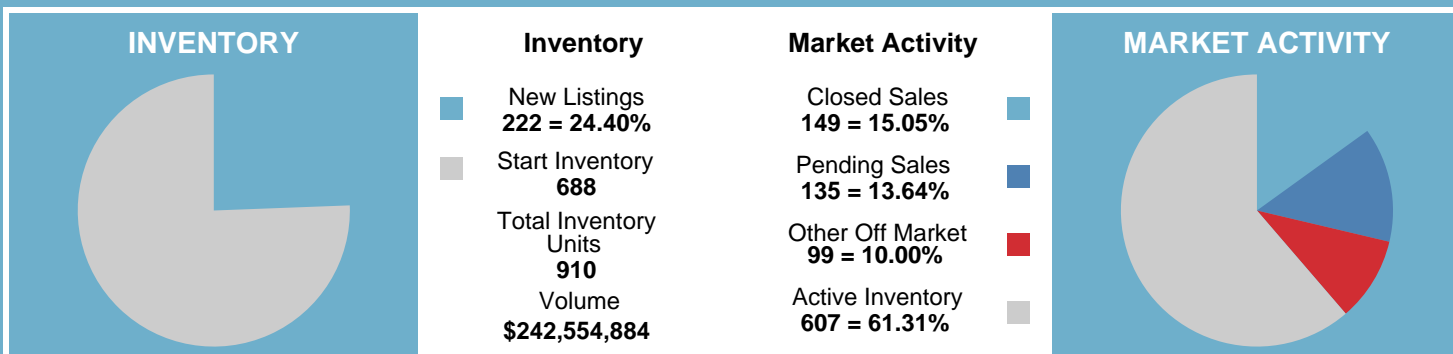 INVENTORY
Inventory
New Listings
222 = 24.40%
Start Inventory
688
Total Inventory
Units
910
Volume
$242,554,884
Market Activity
Closed Sales
149 = 15.05%
Pending Sales
135 = 13.64%
Other Off Market
99 = 10.00%
Active Inventory
607 = 61.31%
MARKET ACTIVITY